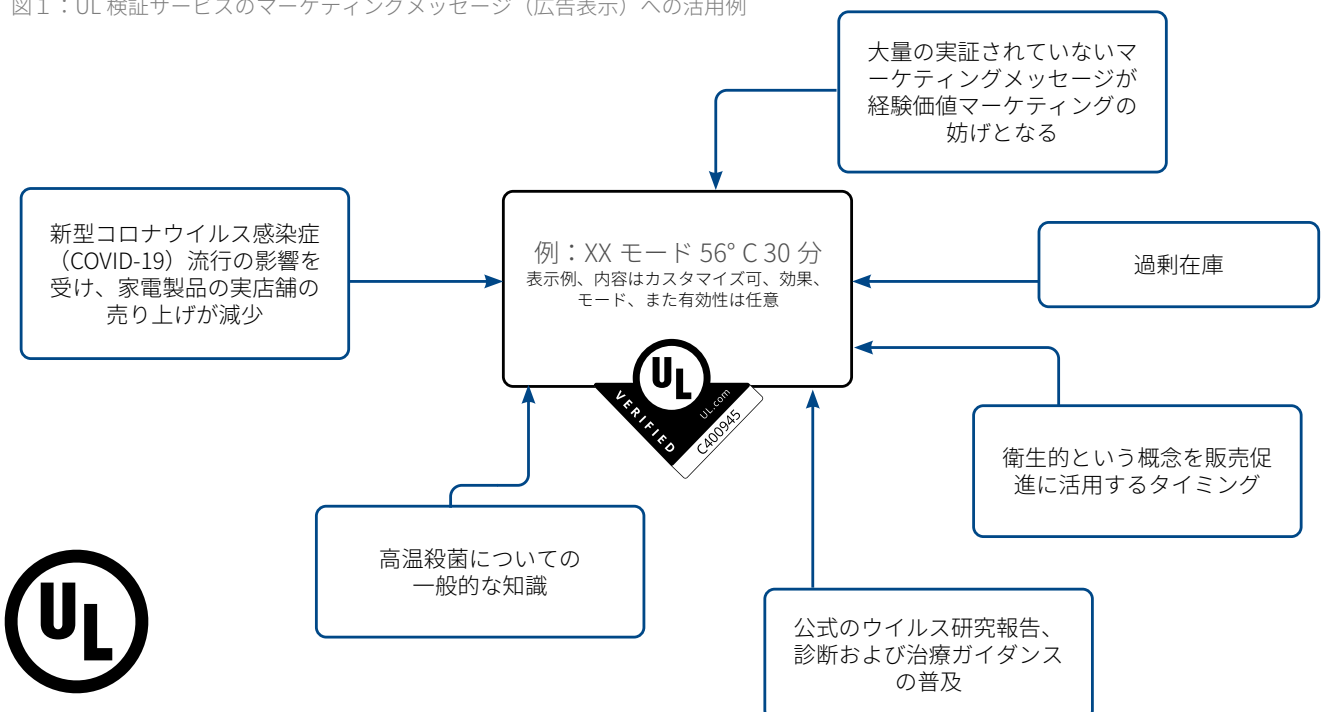 図1：UL 検証サービスのマーケティングメッセージ（広告表示）への活用例
大量の実証されていないマ
ーケティングメッセージが
経験価値マーケティングの
妨げとなる
新型コロナウイルス感染症
（COVID-19）流行の影響を
受け、家電製品の実店舗の
売り上げが減少
例：XX モード 56° C 30 分
表示例、内容はカスタマイズ可、効果、
モード、また有効性は任意
過剰在庫
UL
VERIFIED
UL.com
C400945
衛生的という概念を販売促
進に活用するタイミング
高温殺菌についての
一般的な知識
公式のウイルス研究報告、
診断および治療ガイダンス
の普及
UL